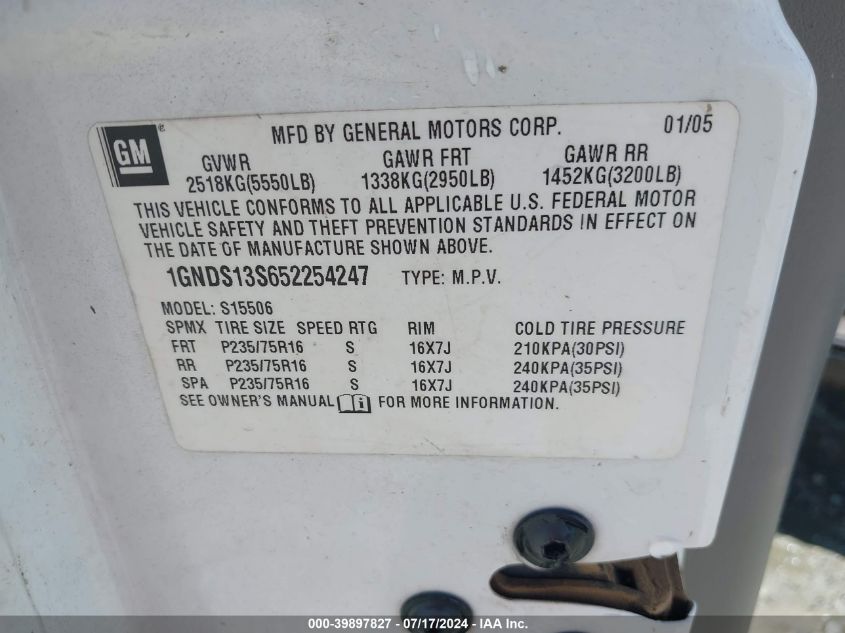 GM®
MFD BY GENERAL MOTORS CORP. 01/05
GVWR GAWR FRT GAWR RR
2518KG(5550LB) 1338KG(2950LB) 1452KG(3200LB)
THIS VEHICLE CONFORMS TO ALL APPLICABLE U.S. FEDERAL MOTOR
VEHICLE SAFETY AND THEFT PREVENTION STANDARDS IN EFFECT ON
THE DATE OF MANUFACTURE SHOWN ABOVE.
1GNDS13S652254247 TYPE: M.P.V.
MODEL: S15506
SPMX TIRE SIZE SPEED RTG RIM COLD TIRE PRESSURE
FRT P235/75R16 S 16X7J 210KPA(30PSI)
RR P235/75R16 S 16X7J 240KPA(35PSI)
SPA P235/75R16 S 16X7J 240KPA(35PSI)
SEE OWNER'S MANUAL FOR MORE INFORMATION.
000-39897827 - 07/17/2024 - IAAI Inc.